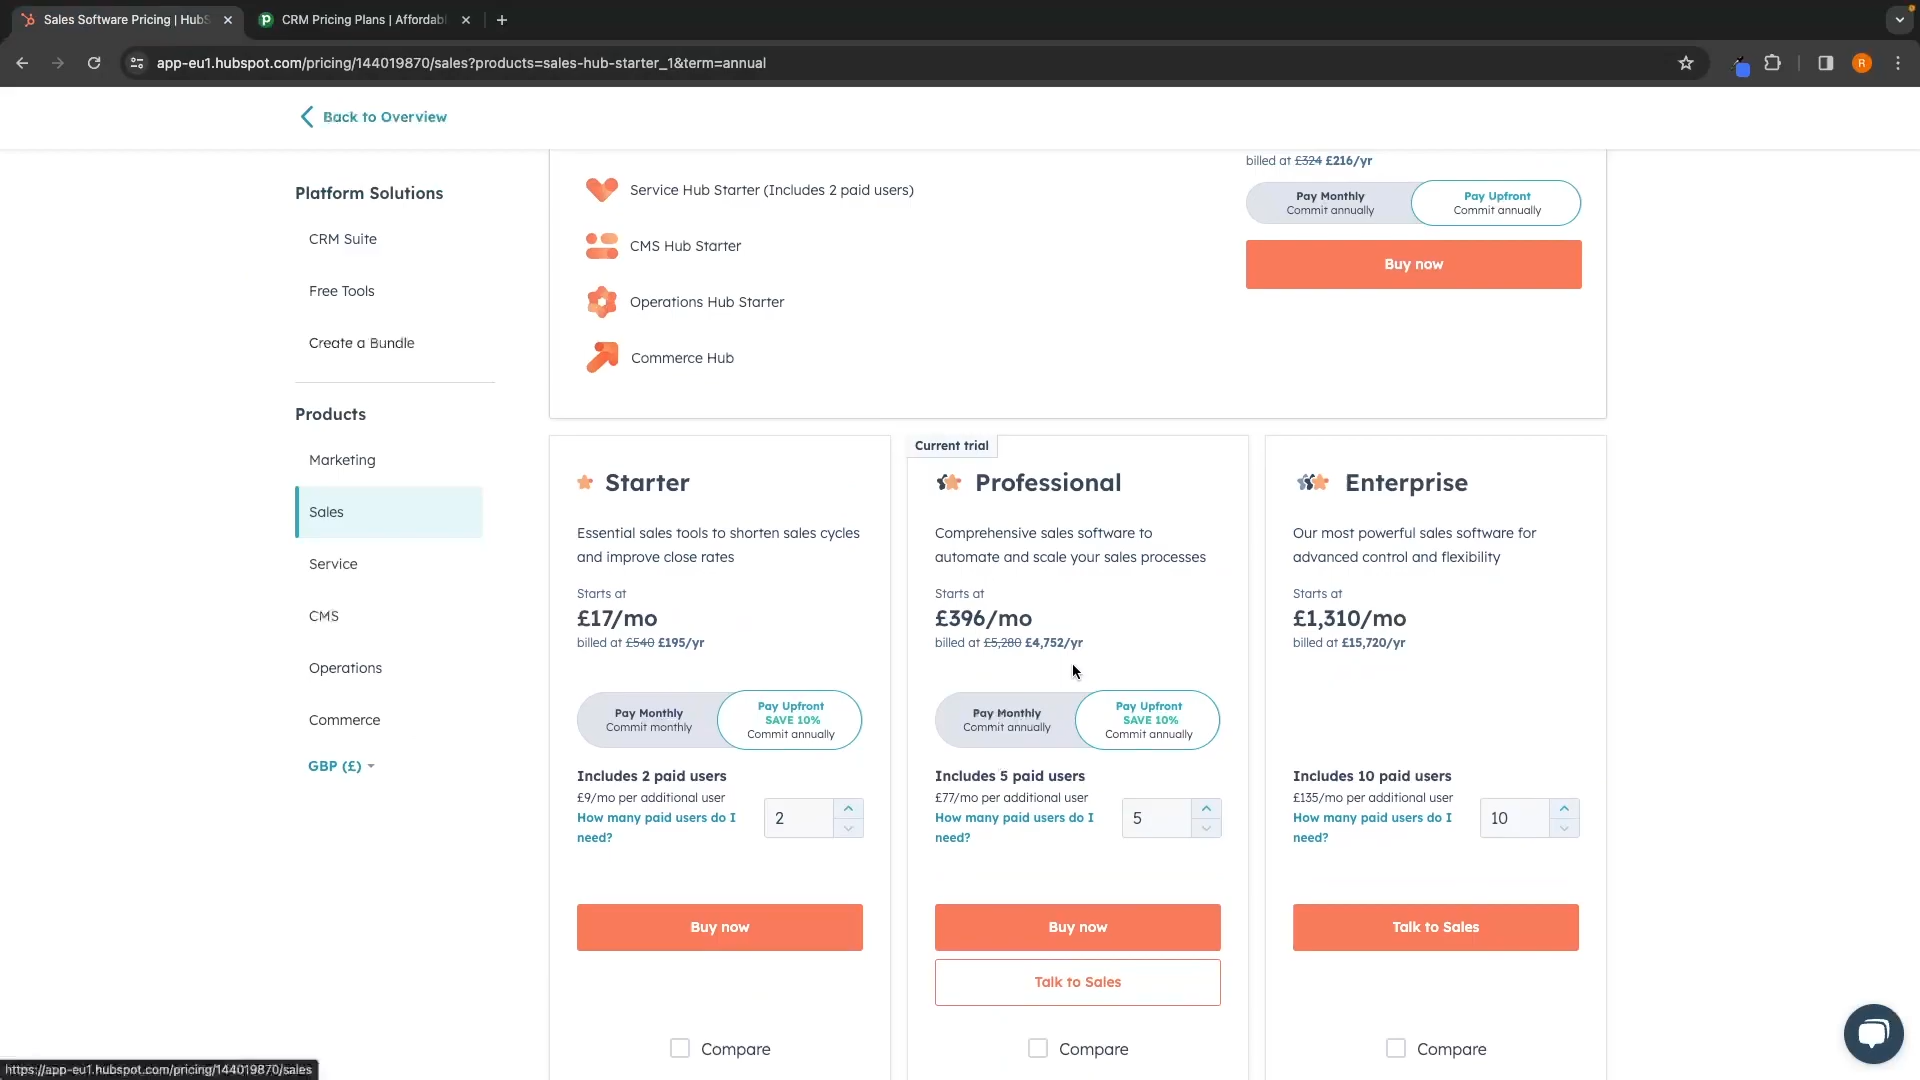 Sales Software Pricing | HubS
CRM Pricing Plans | Affordab
app-eu1.hubspot.com/pricing/144019870/sales?products=sales-hub-starter_1&term=annual
R
Back to Overview
Platform Solutions
CRM Suite
Free Tools
Create a Bundle
Products
Marketing
Sales
Service
CMS
Operations
Commerce
GBP (£)
Service Hub Starter (Includes 2 paid users)
CMS Hub Starter
Operations Hub Starter
Commerce Hub
billed at £324 £216/yr
Pay Monthly
Commit annually
Pay Upfront
Commit annually
Buy now
Starter
Essential sales tools to shorten sales cycles
and improve close rates
Starts at
£17/mo
billed at £540 £195/yr
Pay Monthly
Commit monthly
Pay Upfront
SAVE 10%
Commit annually
Includes 2 paid users
£9/mo per additional user
How many paid users do I
need?
2
Buy now
Compare
Current trial
Professional
Comprehensive sales software to
automate and scale your sales processes
Starts at
£396/mo
billed at £5,280 £4,752/yr
Pay Monthly
Commit annually
Pay Upfront
SAVE 10%
Commit annually
Includes 5 paid users
£77/mo per additional user
How many paid users do I
need?
5
Buy now
Talk to Sales
Compare
Enterprise
Our most powerful sales software for
advanced control and flexibility
Starts at
£1,310/mo
billed at £15,720/yr
Includes 10 paid users
£135/mo per additional user
How many paid users do I
need?
10
Talk to Sales
Compare
https://app-eu1.hubspot.com/pricing/144019870/sales